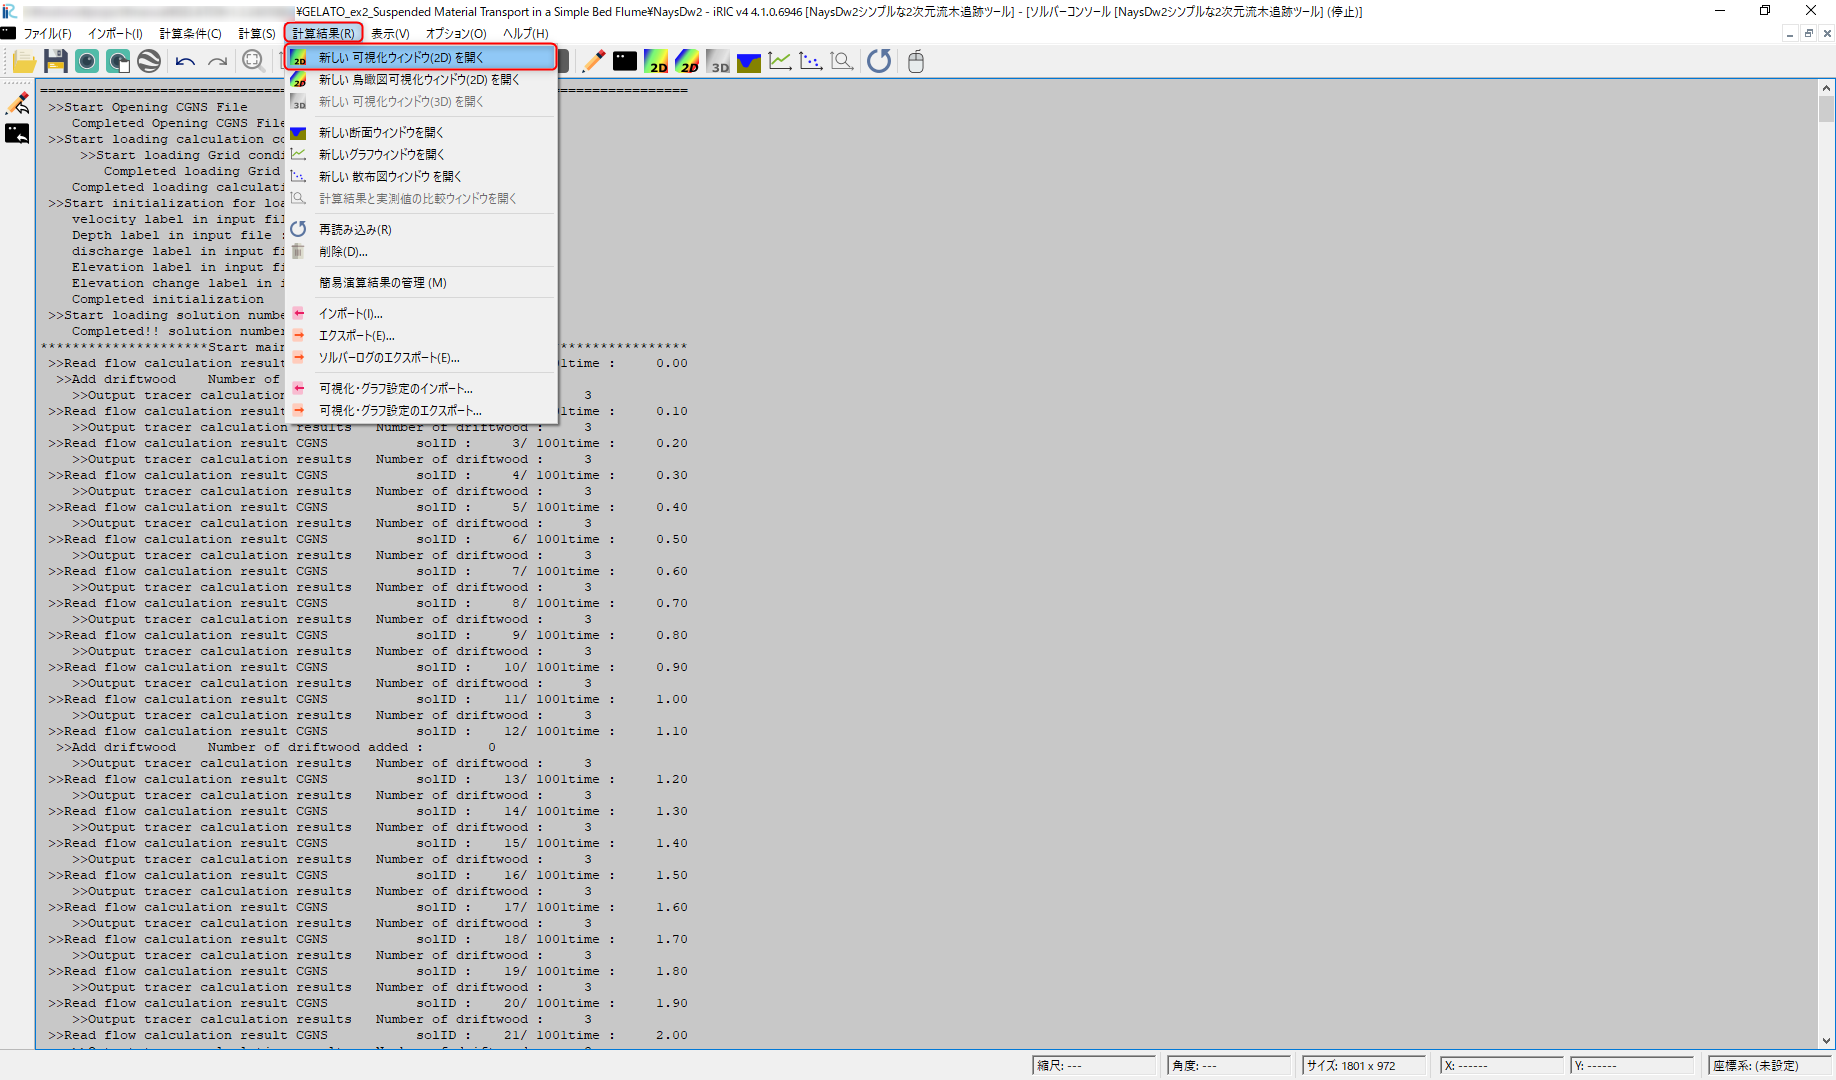 ¥GELATO_ex2_Suspended Material Transport in a Simple Bed Flume¥NaysDw2 - iRIC v4 4.1.0.6946 [NaysDw2シンプルな2次元流木追跡ツール] - [ソルバーコンソール [NaysDw2シンプルな2次元流木追跡ツール] (停止)]
ファイル(F) インポート(I) 計算条件(C) 計算(S) 計算結果(R) 表示(V) オプション(O) ヘルプ(H)
新しい 可視化ウィンドウ(2D) を開く
新しい 鳥瞰図可視化ウィンドウ(2D) を開く
新しい 可視化ウィンドウ(3D) を開く
新しい断面ウィンドウを開く
新しいグラフウィンドウを開く
新しい 散布図ウィンドウ を開く
計算結果と実測値の比較ウィンドウを開く
再読み込み(R)
削除(D)...
簡易演算結果の管理 (M)
インポート(I)...
エクスポート(E)...
ソルバーログのエクスポート(E)...
可視化・グラフ設定のインポート...
可視化・グラフ設定のエクスポート...
>>Start Opening CGNS File
Completed Opening CGNS File
>>Start loading calculation
>>Start loading Grid
Completed loading Grid
Completed loading
>>Start initialization for
velocity label in input
Depth label in input file
discharge label in input
Elevation label in input
Elevation change label in
Completed initialization
>>Start loading solution
Completed!! solution
*********************Start ****************
>>Read flow calculation time : 0.00
>>Add driftwood Number of
>>Output tracer 3
>>Read flow calculation time : 0.10
>>Output tracer calculation results Number of driftwood : 3
>>Read flow calculation result CGNS solID : 3/ 1001time : 0.20
>>Output tracer calculation results Number of driftwood : 3
>>Read flow calculation result CGNS solID : 4/ 1001time : 0.30
>>Output tracer calculation results Number of driftwood : 3
>>Read flow calculation result CGNS solID : 5/ 1001time : 0.40
>>Output tracer calculation results Number of driftwood : 3
>>Read flow calculation result CGNS solID : 6/ 1001time : 0.50
>>Output tracer calculation results Number of driftwood : 3
>>Read flow calculation result CGNS solID : 7/ 1001time : 0.60
>>Output tracer calculation results Number of driftwood : 3
>>Read flow calculation result CGNS solID : 8/ 1001time : 0.70
>>Output tracer calculation results Number of driftwood : 3
>>Read flow calculation result CGNS solID : 9/ 1001time : 0.80
>>Output tracer calculation results Number of driftwood : 3
>>Read flow calculation result CGNS solID : 10/ 1001time : 0.90
>>Output tracer calculation results Number of driftwood : 3
>>Read flow calculation result CGNS solID : 11/ 1001time : 1.00
>>Output tracer calculation results Number of driftwood : 3
>>Read flow calculation result CGNS solID : 12/ 1001time : 1.10
>>Add driftwood Number of driftwood added : 0
>>Output tracer calculation results Number of driftwood : 3
>>Read flow calculation result CGNS solID : 13/ 1001time : 1.20
>>Output tracer calculation results Number of driftwood : 3
>>Read flow calculation result CGNS solID : 14/ 1001time : 1.30
>>Output tracer calculation results Number of driftwood : 3
>>Read flow calculation result CGNS solID : 15/ 1001time : 1.40
>>Output tracer calculation results Number of driftwood : 3
>>Read flow calculation result CGNS solID : 16/ 1001time : 1.50
>>Output tracer calculation results Number of driftwood : 3
>>Read flow calculation result CGNS solID : 17/ 1001time : 1.60
>>Output tracer calculation results Number of driftwood : 3
>>Read flow calculation result CGNS solID : 18/ 1001time : 1.70
>>Output tracer calculation results Number of driftwood : 3
>>Read flow calculation result CGNS solID : 19/ 1001time : 1.80
>>Output tracer calculation results Number of driftwood : 3
>>Read flow calculation result CGNS solID : 20/ 1001time : 1.90
>>Output tracer calculation results Number of driftwood : 3
>>Read flow calculation result CGNS solID : 21/ 1001time : 2.00
縮尺: --- 角度: --- サイズ: 1801 x 972 X: ------ Y: ------ 座標系: (未設定)